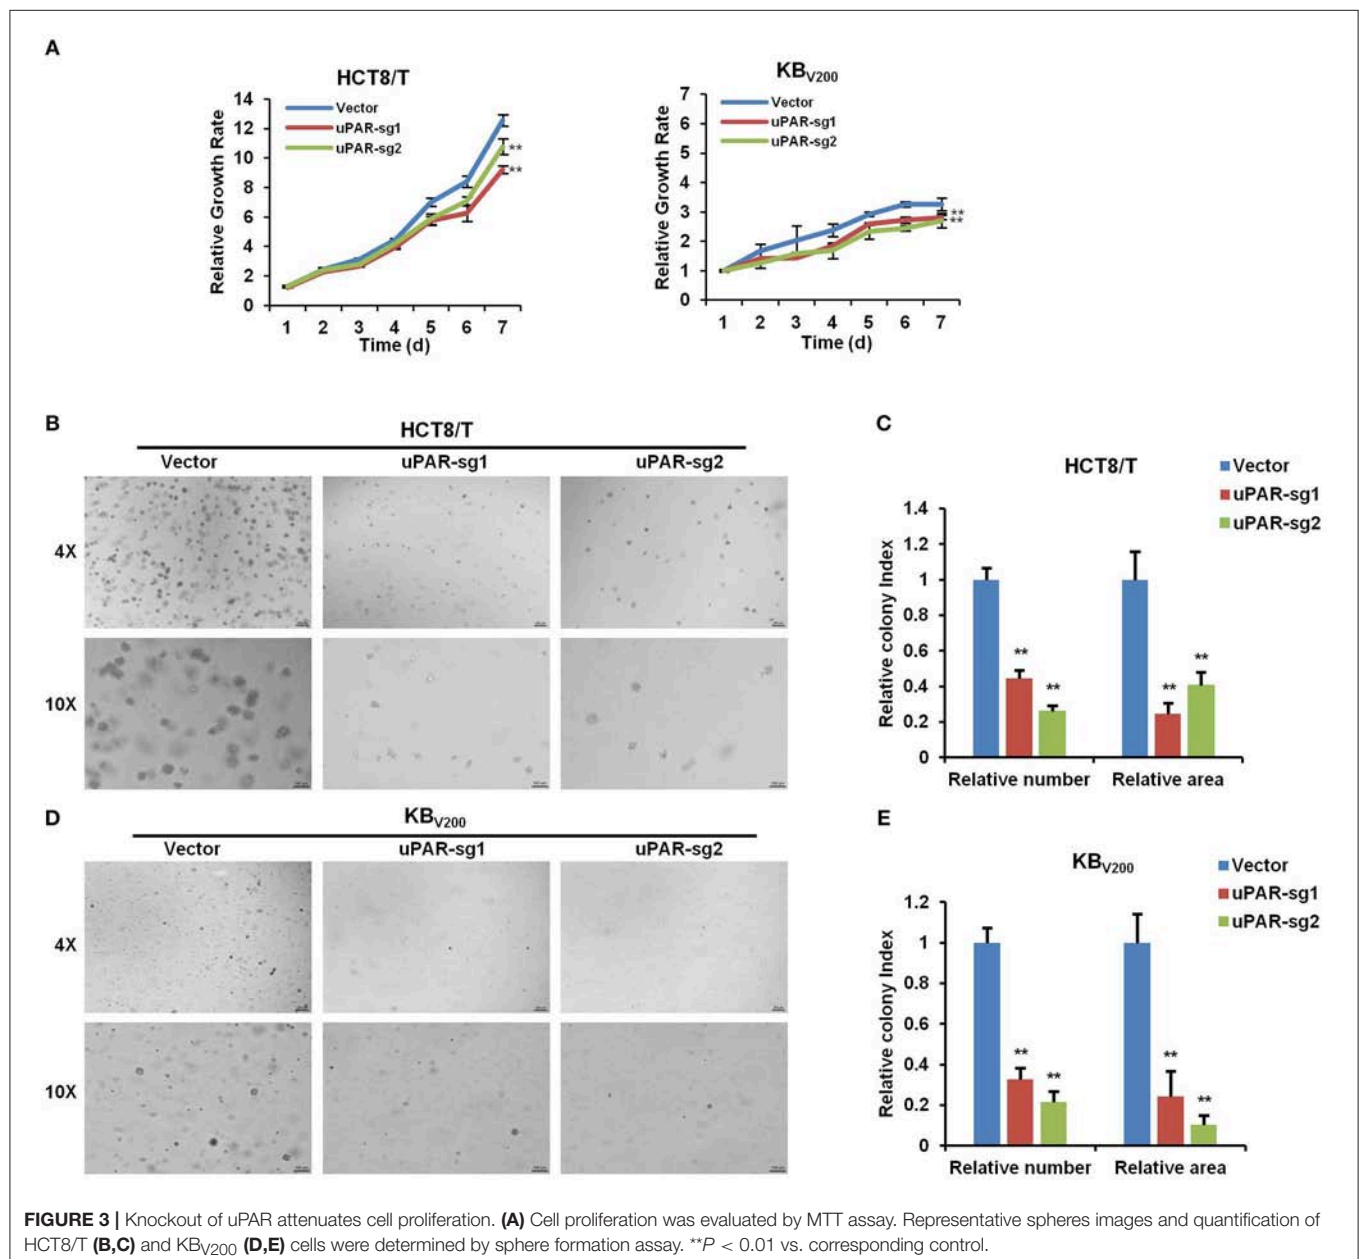 A
HCT8/T
Vector
uPAR-sg1
uPAR-sg2
Relative Growth Rate
14
12
10
8
6
4
2
0
**
**
1 2 3 4 5 6 7
Time (d)
KBV200
Vector
uPAR-sg1
uPAR-sg2
Relative Growth Rate
7
6
5
4
3
2
1
0
**
**
1 2 3 4 5 6 7
Time (d)
B
HCT8/T
Vector uPAR-sg1 uPAR-sg2
4X
10X
C
HCT8/T
Vector
uPAR-sg1
uPAR-sg2
Relative colony Index
1.4
1.2
1
0.8
0.6
0.4
0.2
0
** ** ** **
Relative number Relative area
D
KBV200
Vector uPAR-sg1 uPAR-sg2
4X
10X
E
KBV200
Vector
uPAR-sg1
uPAR-sg2
Relative colony Index
1.2
1
0.8
0.6
0.4
0.2
0
** ** ** **
Relative number Relative area
FIGURE 3 | Knockout of uPAR attenuates cell proliferation. (A) Cell proliferation was evaluated by MTT assay. Representative spheres images and quantification of
HCT8/T (B,C) and KBV200 (D,E) cells were determined by sphere formation assay. **P < 0.01 vs. corresponding control.